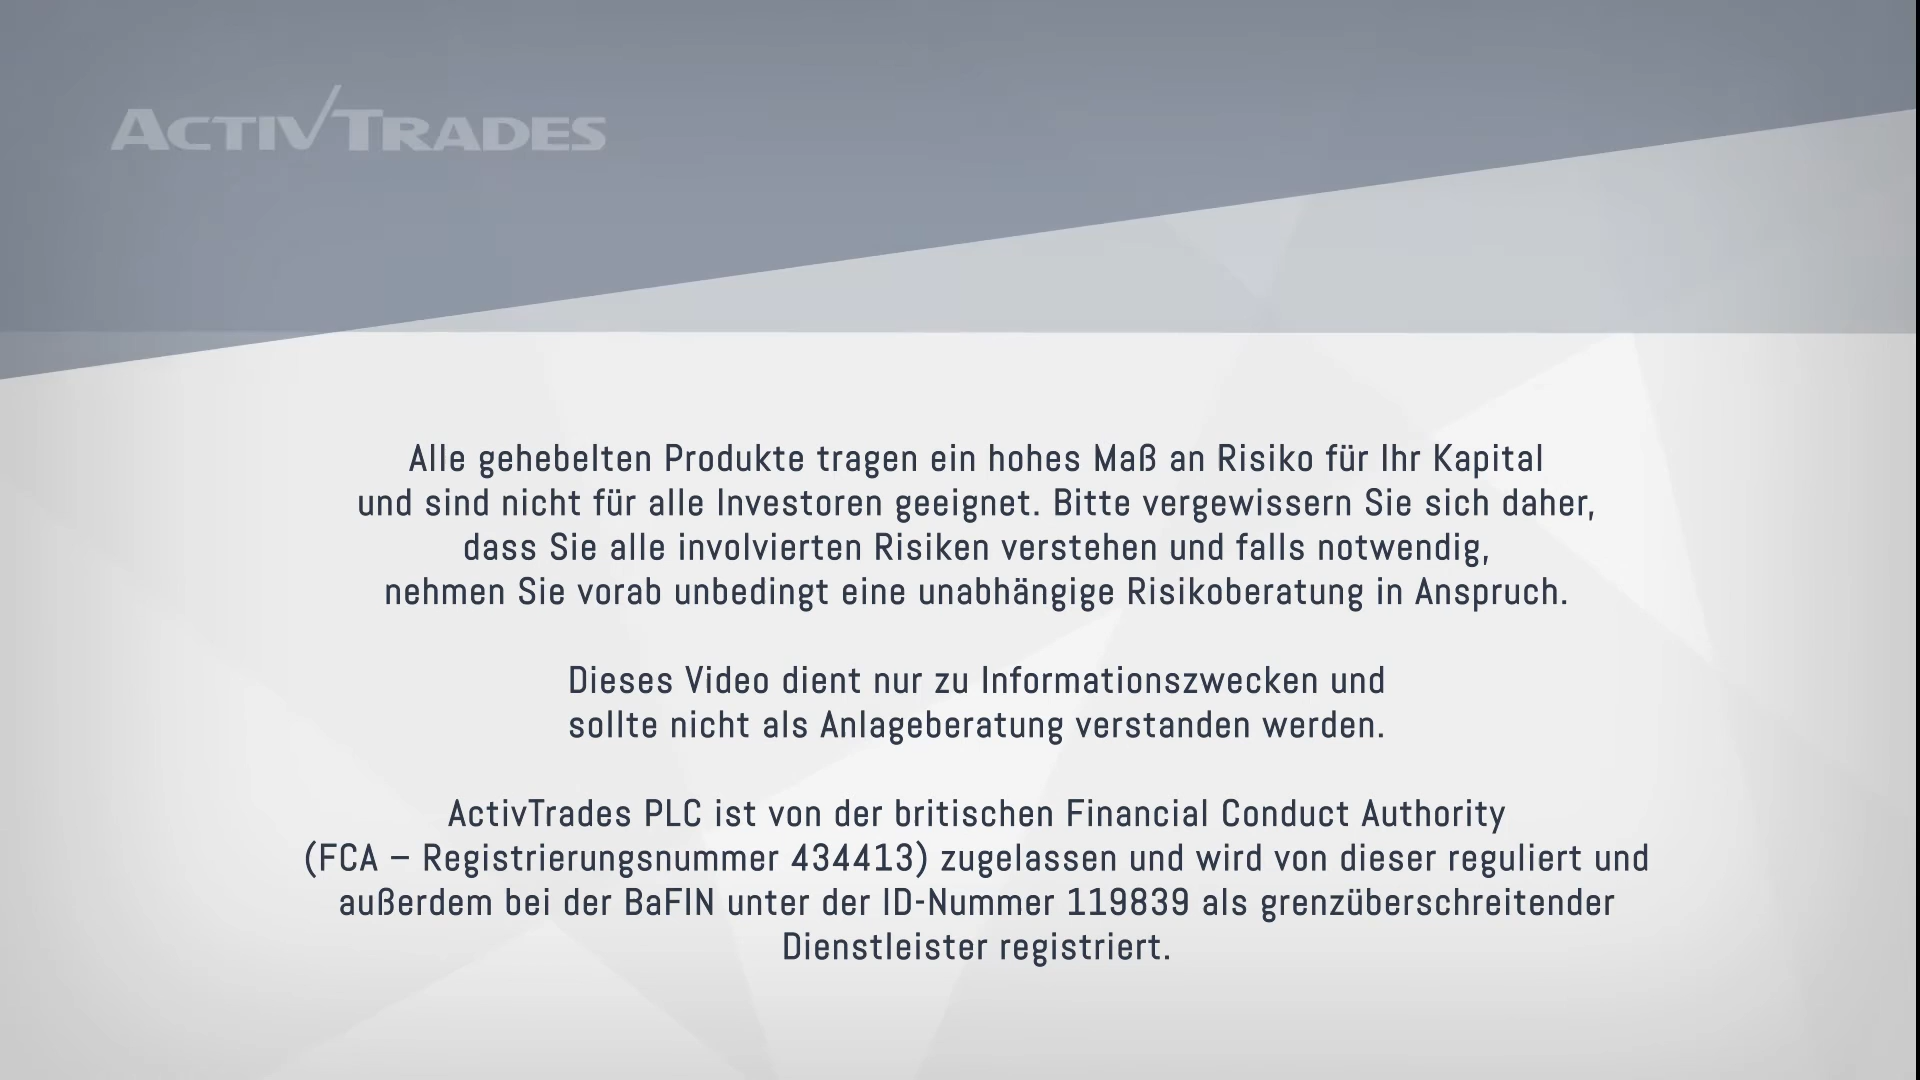 ACTIVTRADES
Alle gehebelten Produkte tragen ein hohes Maß an Risiko für Ihr Kapital
und sind nicht für alle Investoren geeignet. Bitte vergewissern Sie sich daher,
dass Sie alle involvierten Risiken verstehen und falls notwendig,
nehmen Sie vorab unbedingt eine unabhängige Risikoberatung in Anspruch.
Dieses Video dient nur zu Informationszwecken und
sollte nicht als Anlageberatung verstanden werden.
ActivTrades PLC ist von der britischen Financial Conduct Authority
(FCA – Registrierungsnummer 434413) zugelassen und wird von dieser reguliert und
außerdem bei der BaFIN unter der ID-Nummer 119839 als grenzüberschreitender
Dienstleister registriert.